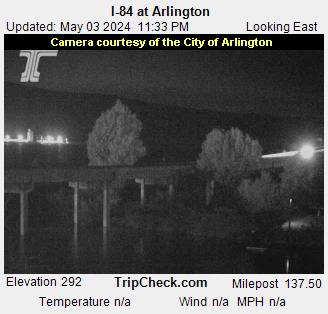 I-84 at Arlington
Updated: May 03 2024 11:33 PM Looking East
Camera courtesy of the City of Arlington
Elevation 292 TripCheck.com Milepost 137.50
Temperature n/a Wind n/a MPH n/a